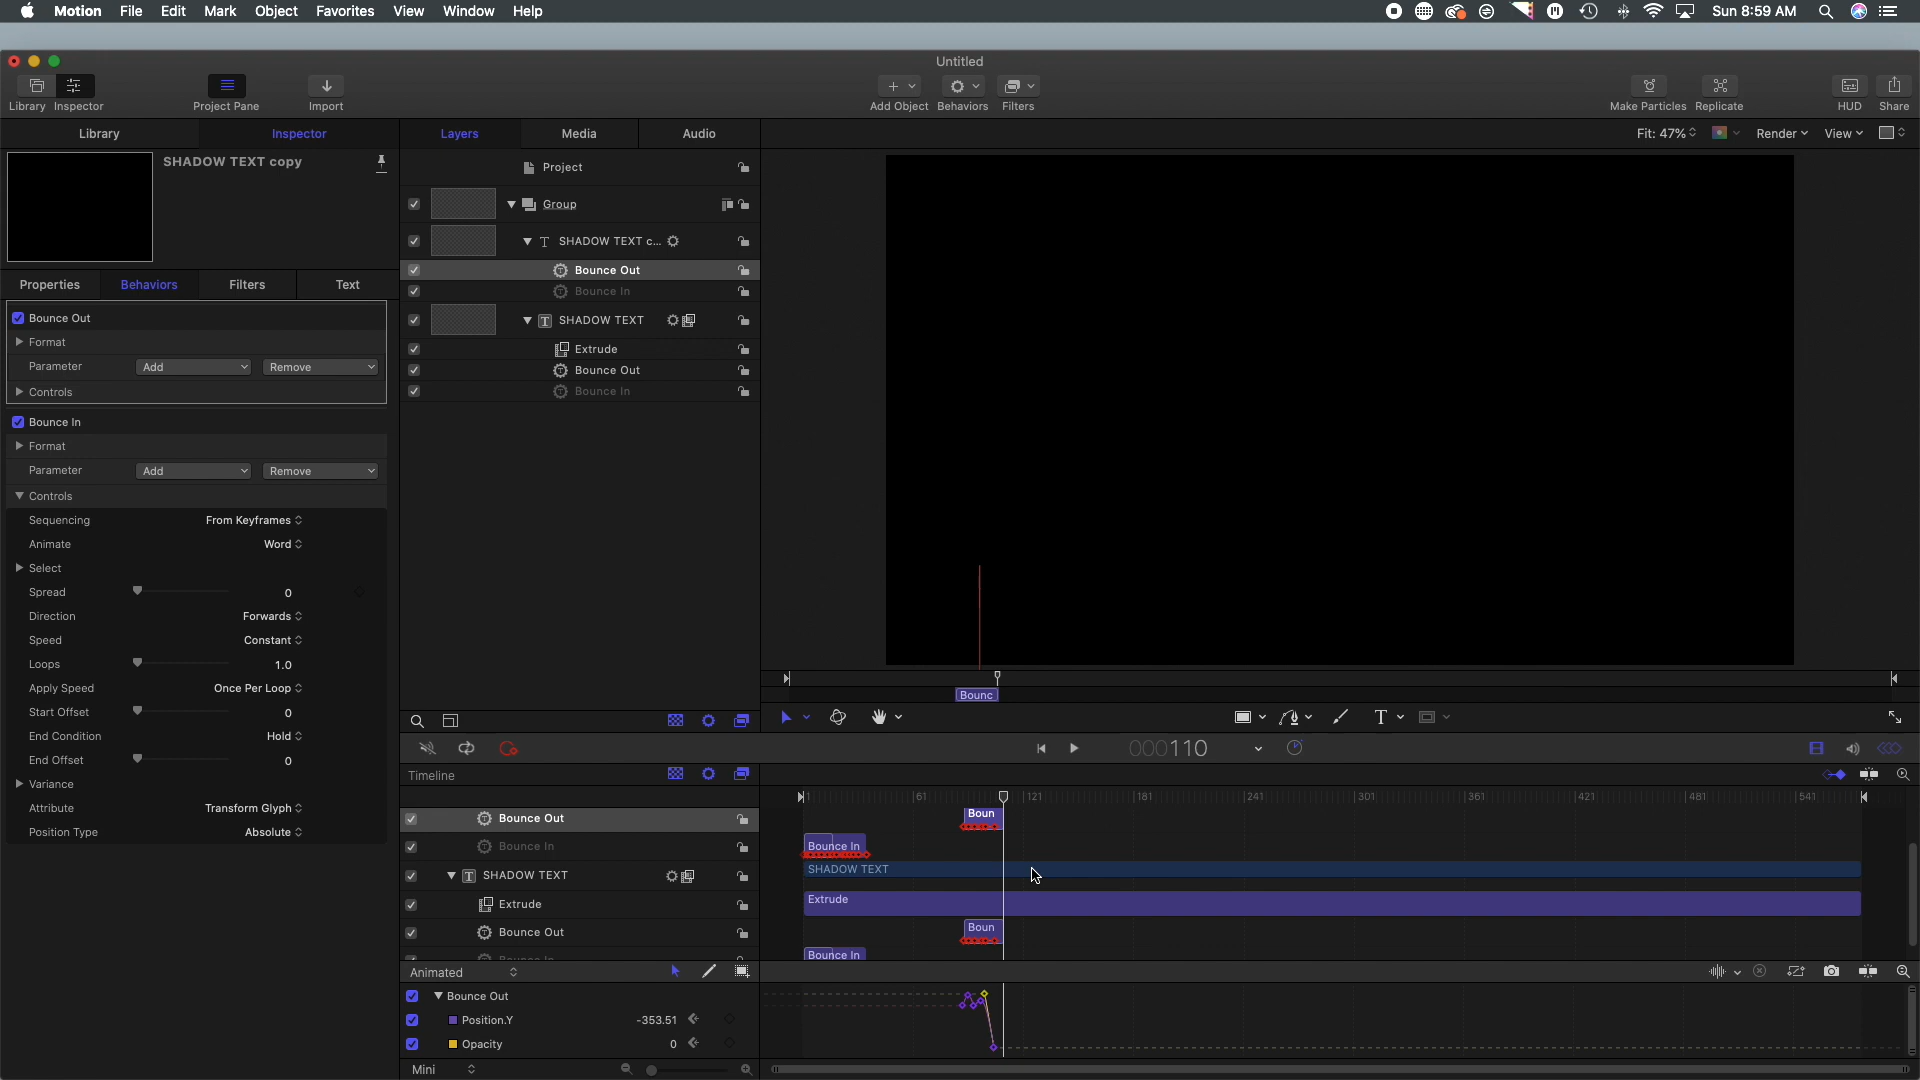 Motion File Edit Mark Object Favorites View Window Help Sun 8:59 AM
Untitled
Library Inspector Project Pane Import Add Object Behaviors Filters Make Particles Replicate HUD Share
Library Inspector Layers Media Audio Fit: 47% Render View
SHADOW TEXT copy
Project
Group
SHADOW TEXT c...
Bounce Out
Bounce In
SHADOW TEXT
Extrude
Bounce Out
Bounce In
Properties Behaviors Filters Text
Bounce Out
Format
Parameter Add Remove
Controls
Bounce In
Format
Parameter Add Remove
Controls
Sequencing From Keyframes
Animate Word
Select
Spread 0
Direction Forwards
Speed Constant
Loops 1.0
Apply Speed Once Per Loop
Start Offset 0
End Condition Hold
End Offset 0
Variance
Attribute Transform Glyph
Position Type Absolute
Bounc
T
000110
Timeline
1 61 121 181 241 301 361 421 481 541
Bounce Out Boun
Bounce In Bounce In
SHADOW TEXT SHADOW TEXT
Extrude Extrude
Bounce Out Boun
Bounce In Bounce In
Animated
Bounce Out
Position.Y -353.51
Opacity 0
Mini